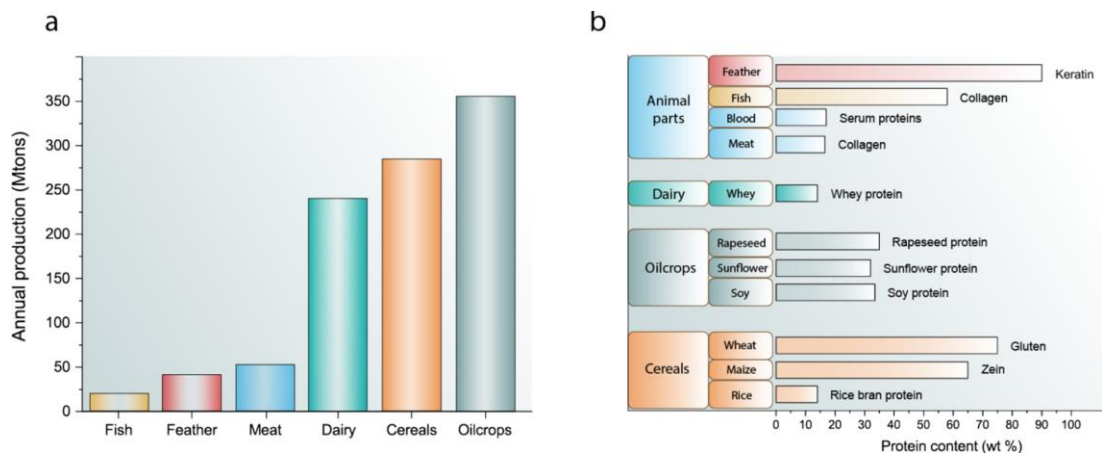 a
Annual production (Mtons)
350
300
250
200
150
100
50
0
Fish Feather Meat Dairy Cereals Oilcrops
b
Animal
parts
Feather Keratin
Fish Collagen
Blood Serum proteins
Meat Collagen
Dairy Whey Whey protein
Oilcrops
Rapeseed Rapeseed protein
Sunflower Sunflower protein
Soy Soy protein
Cereals
Wheat Gluten
Maize Zein
Rice Rice bran protein
0 10 20 30 40 50 60 70 80 90 100
Protein content (wt %)